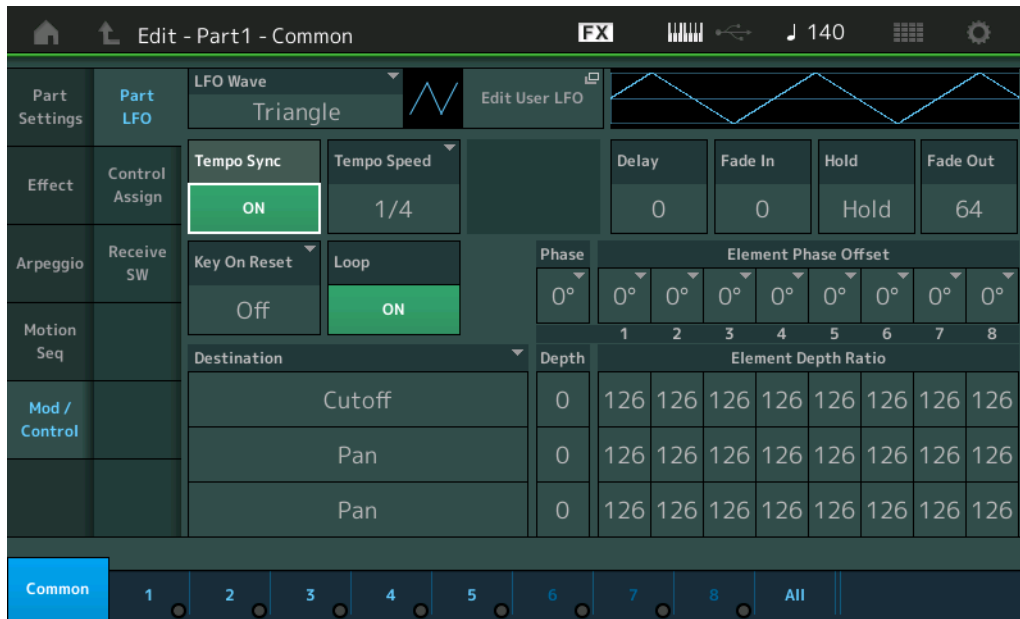 Edit - Part1 - Common
FX
♩ 140
Part
Settings
Effect
Arpeggio
Motion
Seq
Mod /
Control
Part
LFO
Control
Assign
Receive
SW
LFO Wave
Triangle
Edit User LFO
Tempo Sync
ON
Tempo Speed
1/4
Delay
0
Fade In
0
Hold
Hold
Fade Out
64
Key On Reset
Off
Loop
ON
Phase
0°
Element Phase Offset
0° 0° 0° 0° 0° 0° 0° 0°
1 2 3 4 5 6 7 8
Destination
Depth
Element Depth Ratio
Cutoff 0 126 126 126 126 126 126 126 126
Pan 0 126 126 126 126 126 126 126 126
Pan 0 126 126 126 126 126 126 126 126
Common 1 2 3 4 5 6 7 8 All